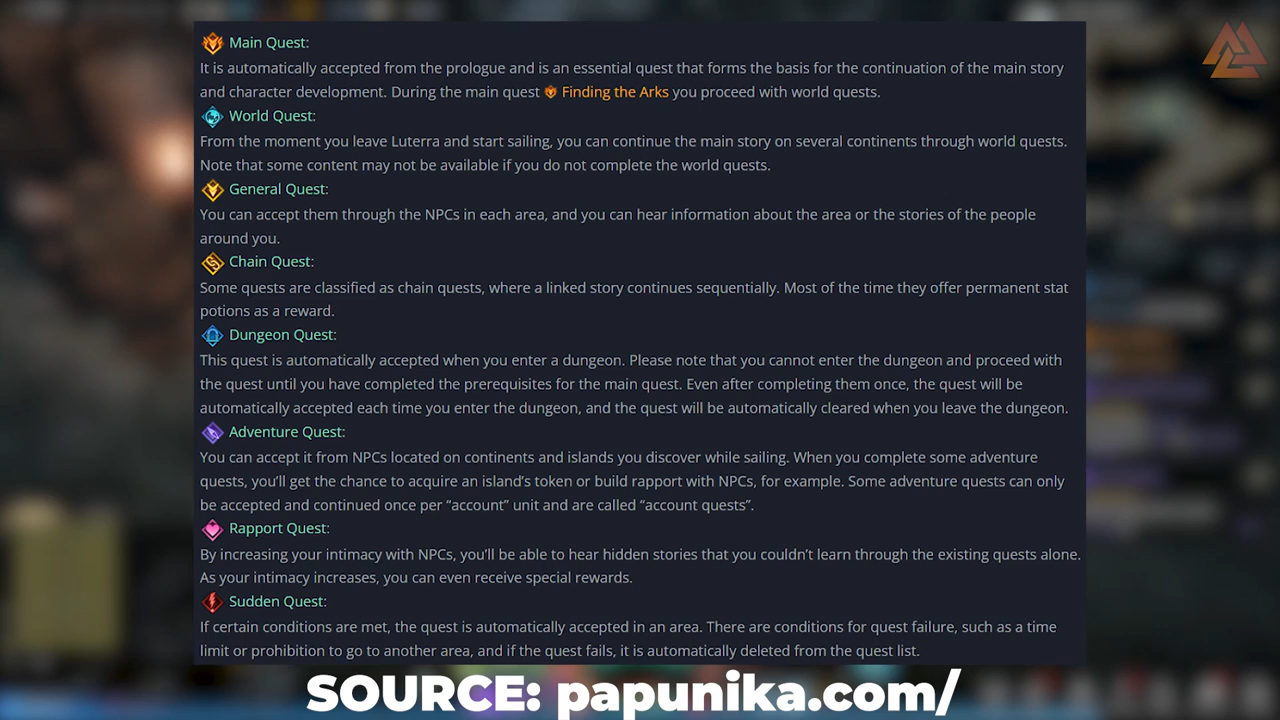 Main Quest:
It is automatically accepted from the prologue and is an essential quest that forms the basis for the continuation of the main story
and character development. During the main quest Finding the Arks you proceed with world quests.
World Quest:
From the moment you leave Luterra and start sailing, you can continue the main story on several continents through world quests.
Note that some content may not be available if you do not complete the world quests.
General Quest:
You can accept them through the NPCs in each area, and you can hear information about the area or the stories of the people
around you.
Chain Quest:
Some quests are classified as chain quests, where a linked story continues sequentially. Most of the time they offer permanent stat
potions as a reward.
Dungeon Quest:
This quest is automatically accepted when you enter a dungeon. Please note that you cannot enter the dungeon and proceed with
the quest until you have completed the prerequisites for the main quest. Even after completing them once, the quest will be
automatically accepted each time you enter the dungeon, and the quest will be automatically cleared when you leave the dungeon.
Adventure Quest:
You can accept it from NPCs located on continents and islands you discover while sailing. When you complete some adventure
quests, you’ll get the chance to acquire an island’s token or build rapport with NPCs, for example. Some adventure quests can only
be accepted and continued once per “account” unit and are called “account quests”.
Rapport Quest:
By increasing your intimacy with NPCs, you’ll be able to hear hidden stories that you couldn’t learn through the existing quests alone.
As your intimacy increases, you can even receive special rewards.
Sudden Quest:
If certain conditions are met, the quest is automatically accepted in an area. There are conditions for quest failure, such as a time
limit or prohibition to go to another area, and if the quest fails, it is automatically deleted from the quest list.
SOURCE: papunika.com/